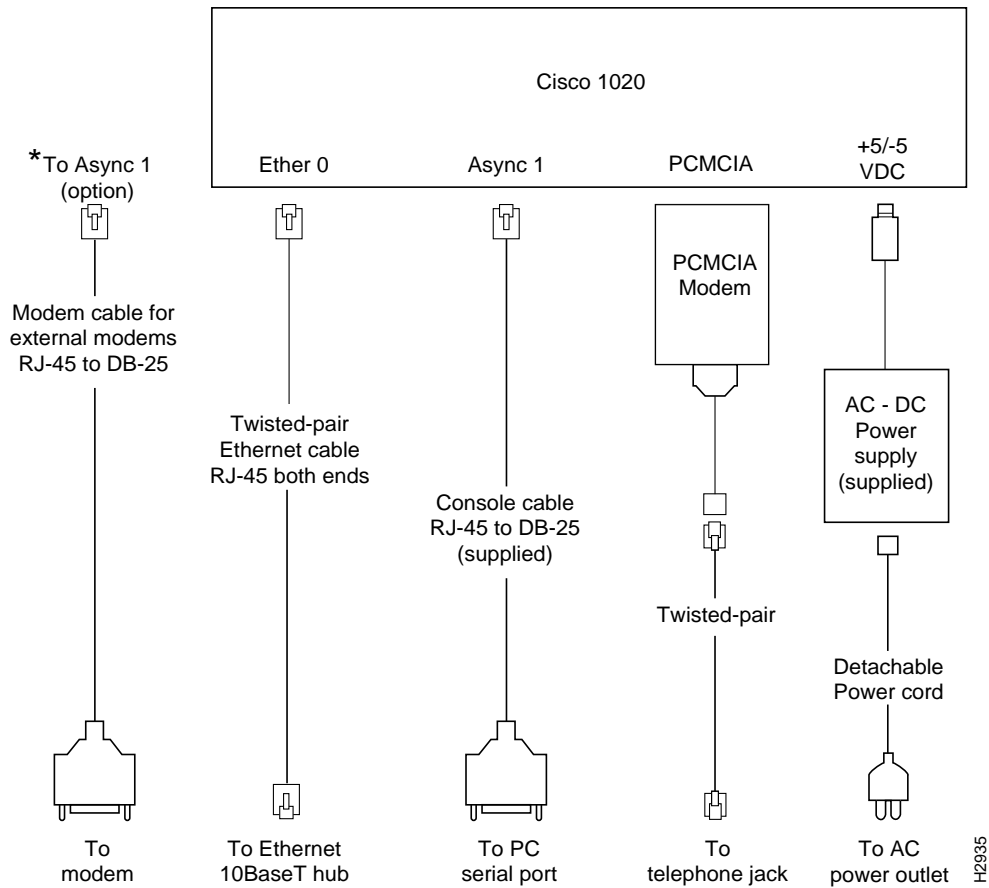 Cisco 1020
*To Async 1
(option)
Ether 0
Async 1
PCMCIA
+5/-5
VDC
PCMCIA
Modem
Modem cable for
external modems
RJ-45 to DB-25
Twisted-pair
Ethernet cable
RJ-45 both ends
Console cable
RJ-45 to DB-25
(supplied)
AC - DC
Power
supply
(supplied)
Twisted-pair
Detachable
Power cord
To
modem
To Ethernet
10BaseT hub
To PC
serial port
To
telephone jack
To AC
power outlet
H2935